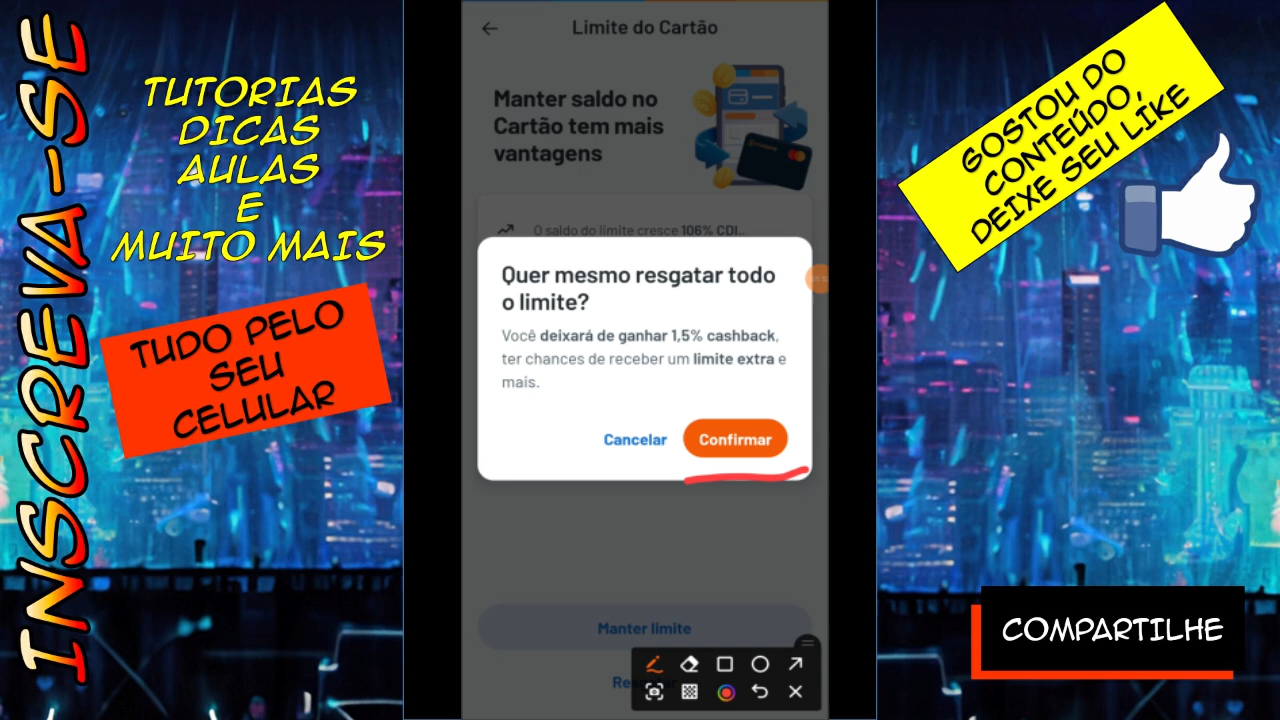 INSCREVA-SE
TUTORIAS
DICAS
AULAS
E
MUITO MAIS
TUDO PELO
SEU
CELULAR
Limite do Cartão
Manter saldo no
Cartão tem mais
vantagens
O saldo do limite cresce 106% CDI.
Quer mesmo resgatar todo
o limite?
Você deixará de ganhar 1,5% cashback,
ter chances de receber um limite extra e
mais.
Cancelar
Confirmar
Manter limite
GOSTOU DO
CONTEÚDO,
DEIXE SEU LIKE
COMPARTILHE